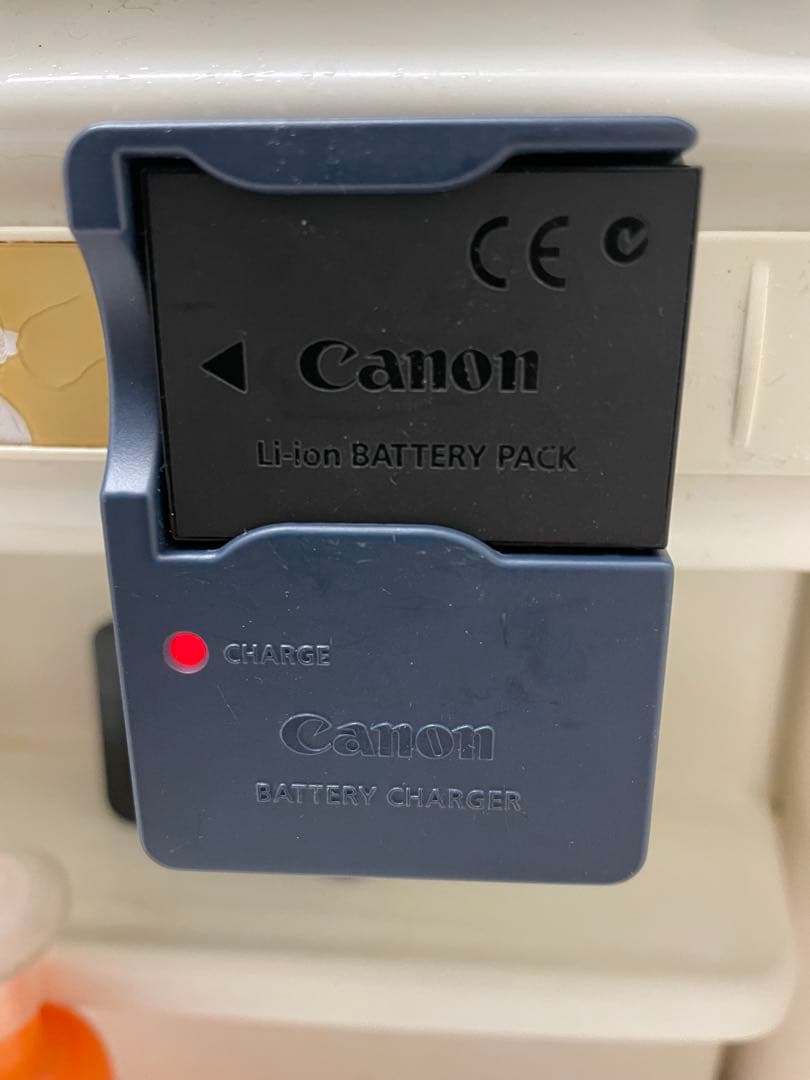 CE
Canon
Li-ion BATTERY PACK
CHARGE
Canon
BATTERY CHARGER